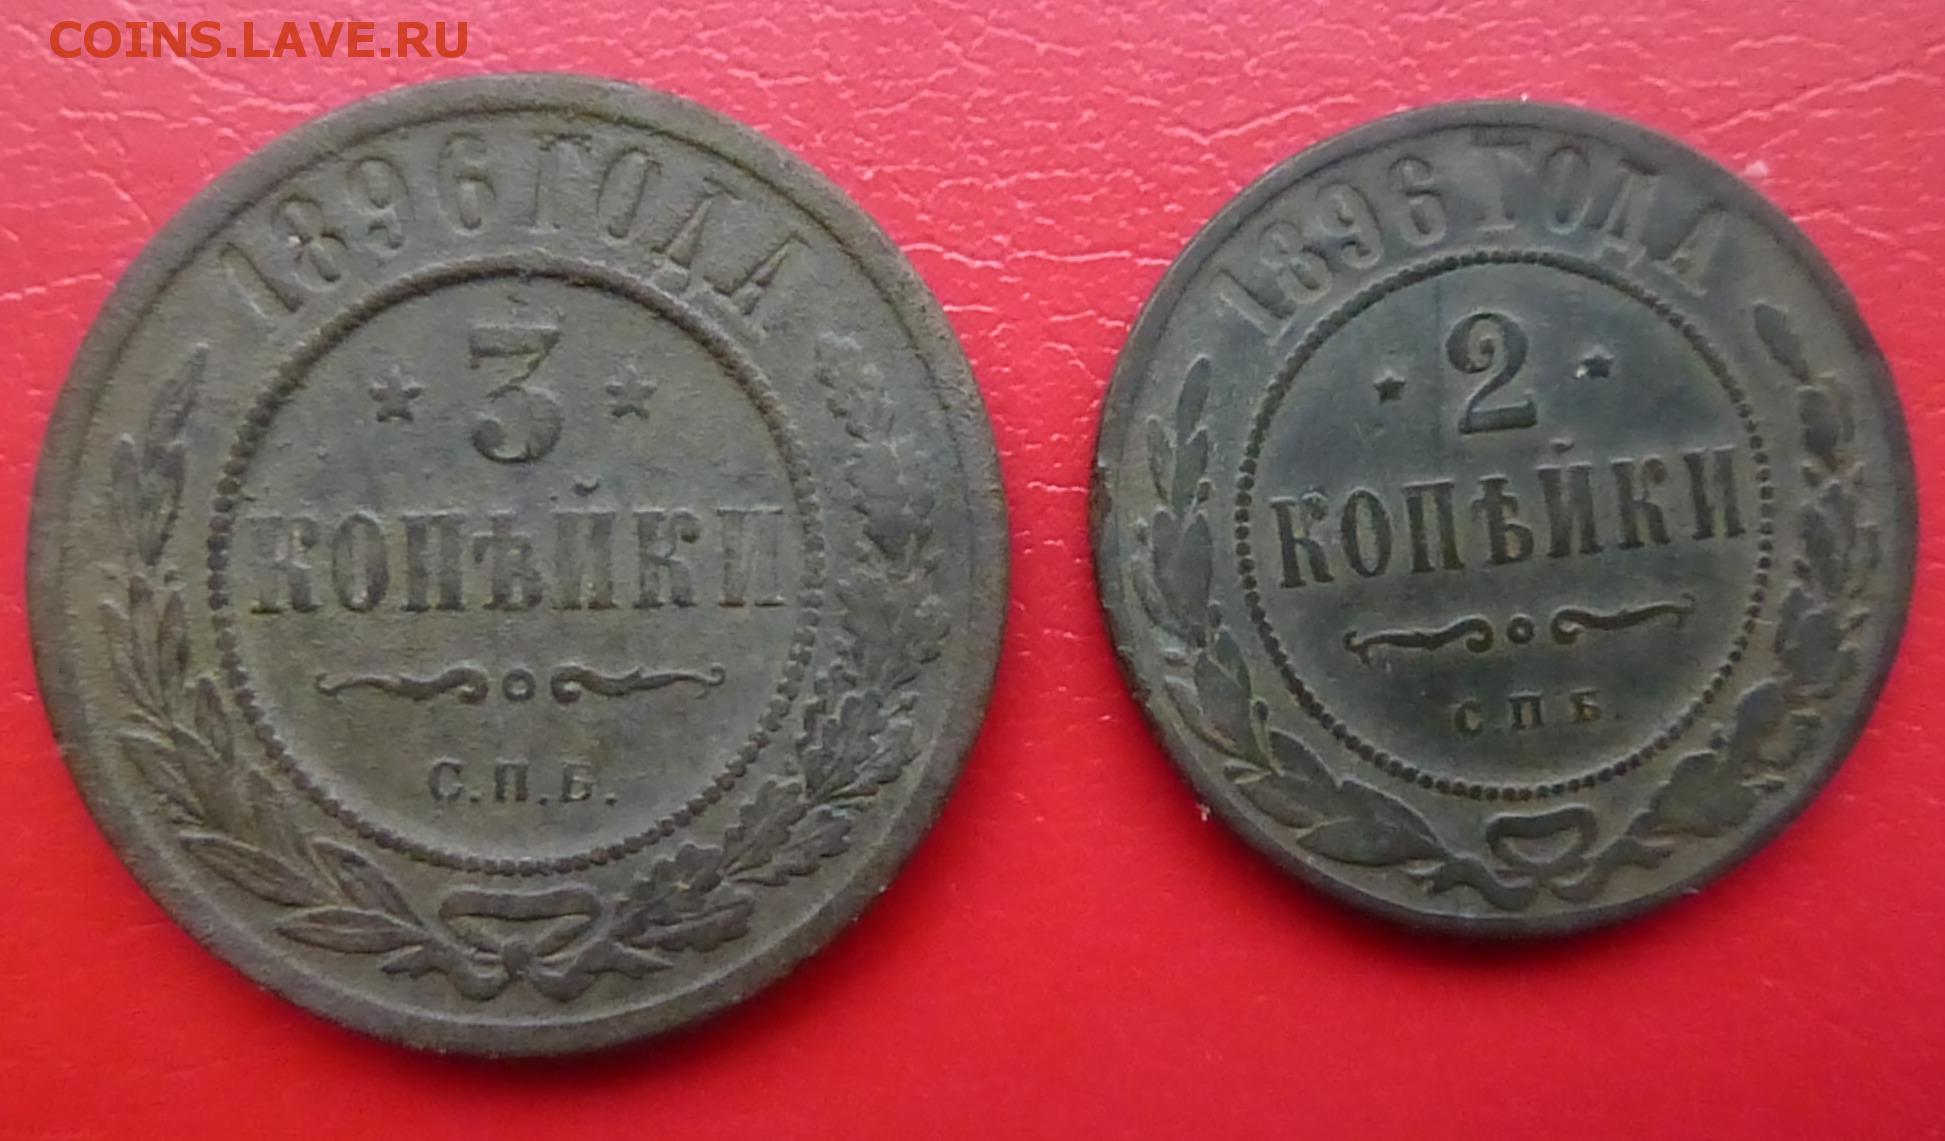 COINS.LAVE.RU
1896 ГОДА
3
КОПѢЙКИ
С.П.Б.
1896 ГОДА
2
КОПѢЙКИ
С.П.Б.